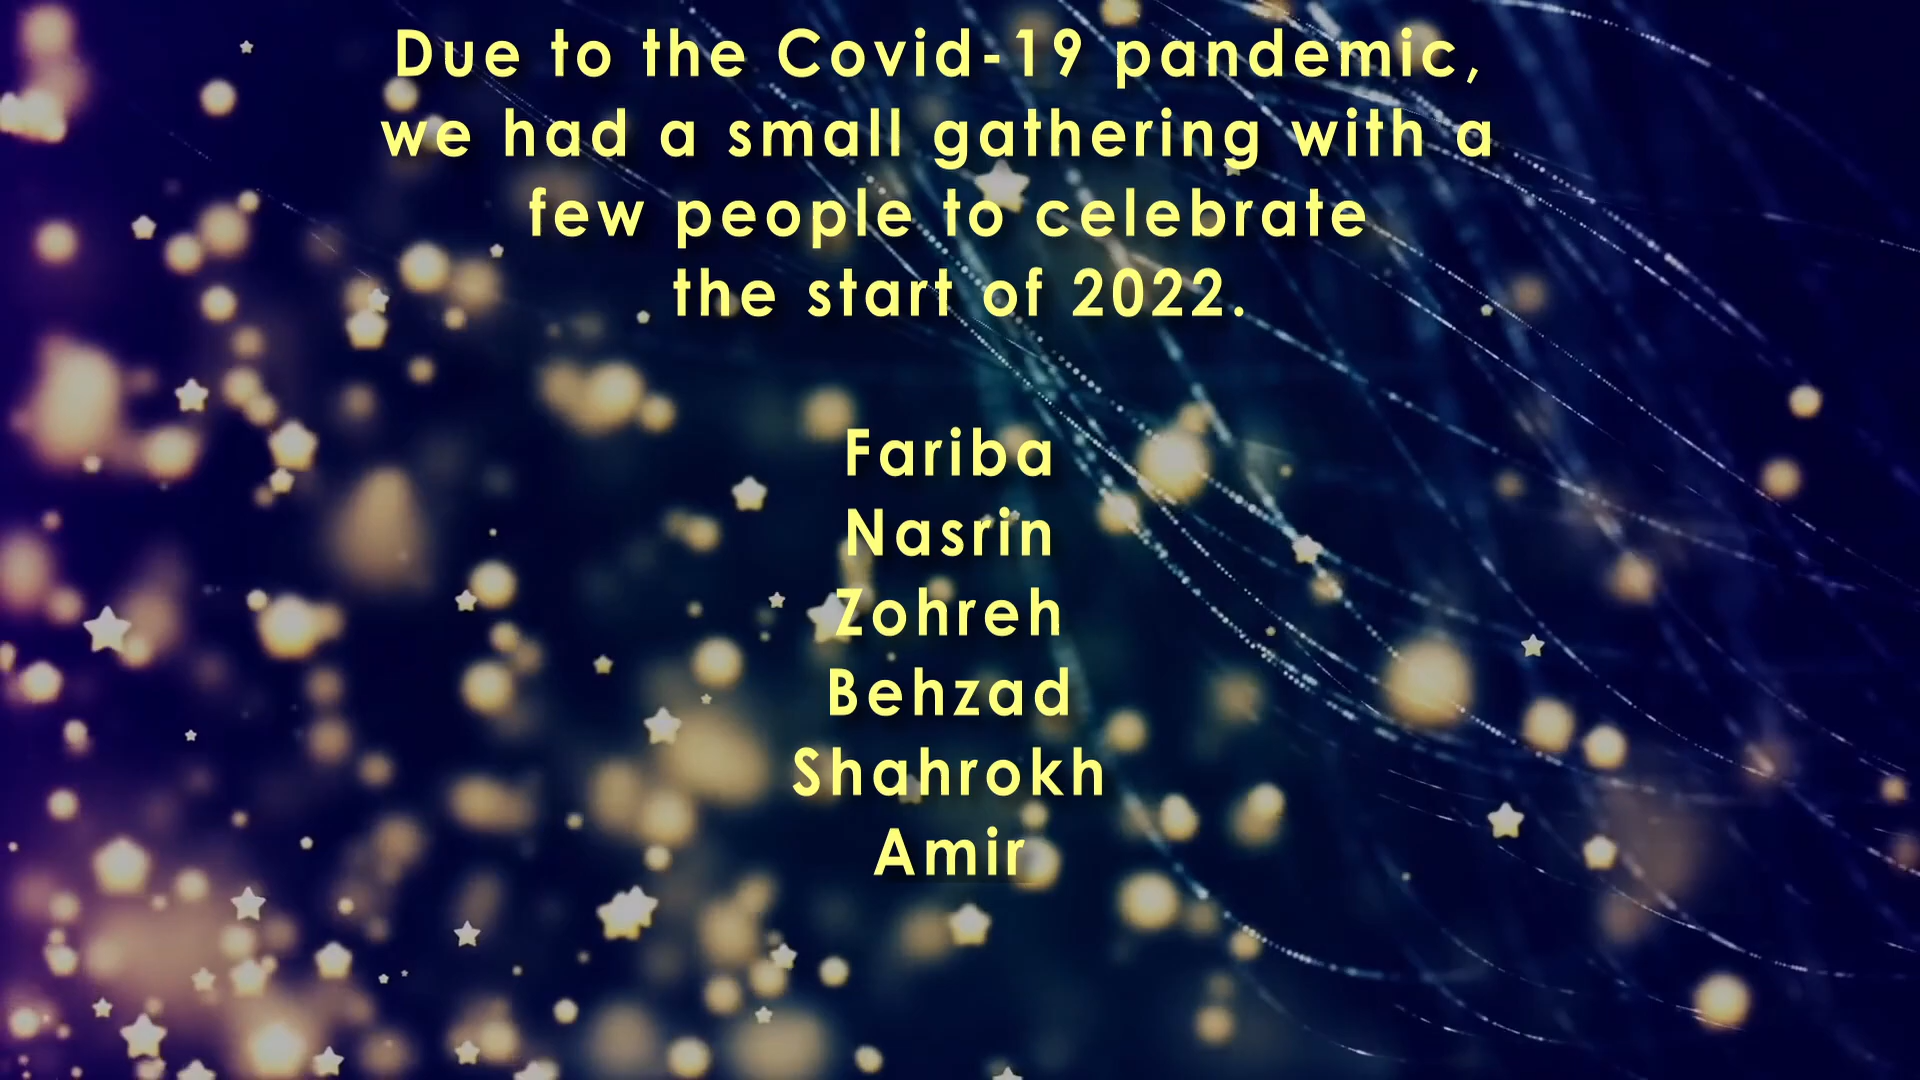 Due to the Covid-19 pandemic,
we had a small gathering with a
few people to celebrate
the start of 2022.
Fariba
Nasrin
Zohreh
Behzad
Shahrokh
Amir